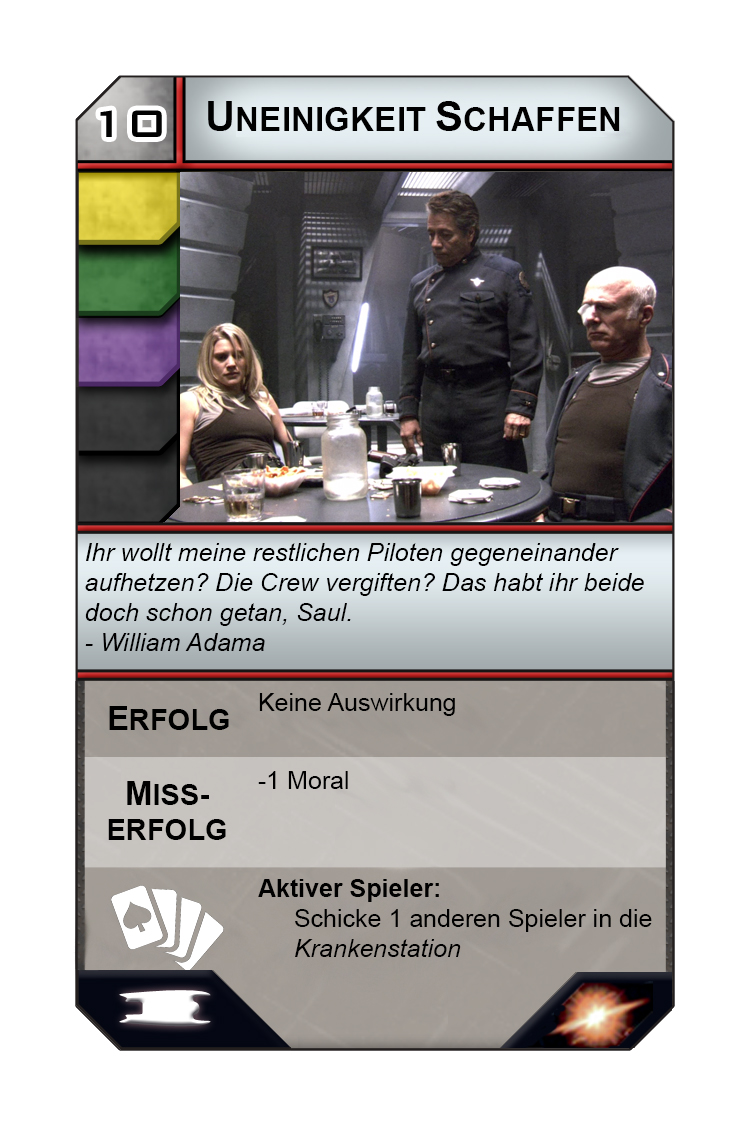 10
UNEINIGKEIT SCHAFFEN
Ihr wollt meine restlichen Piloten gegeneinander
aufhetzen? Die Crew vergiften? Das habt ihr beide
doch schon getan, Saul.
- William Adama
ERFOLG
Keine Auswirkung
MISS-
ERFOLG
-1 Moral
Aktiver Spieler:
Schicke 1 anderen Spieler in die
Krankenstation